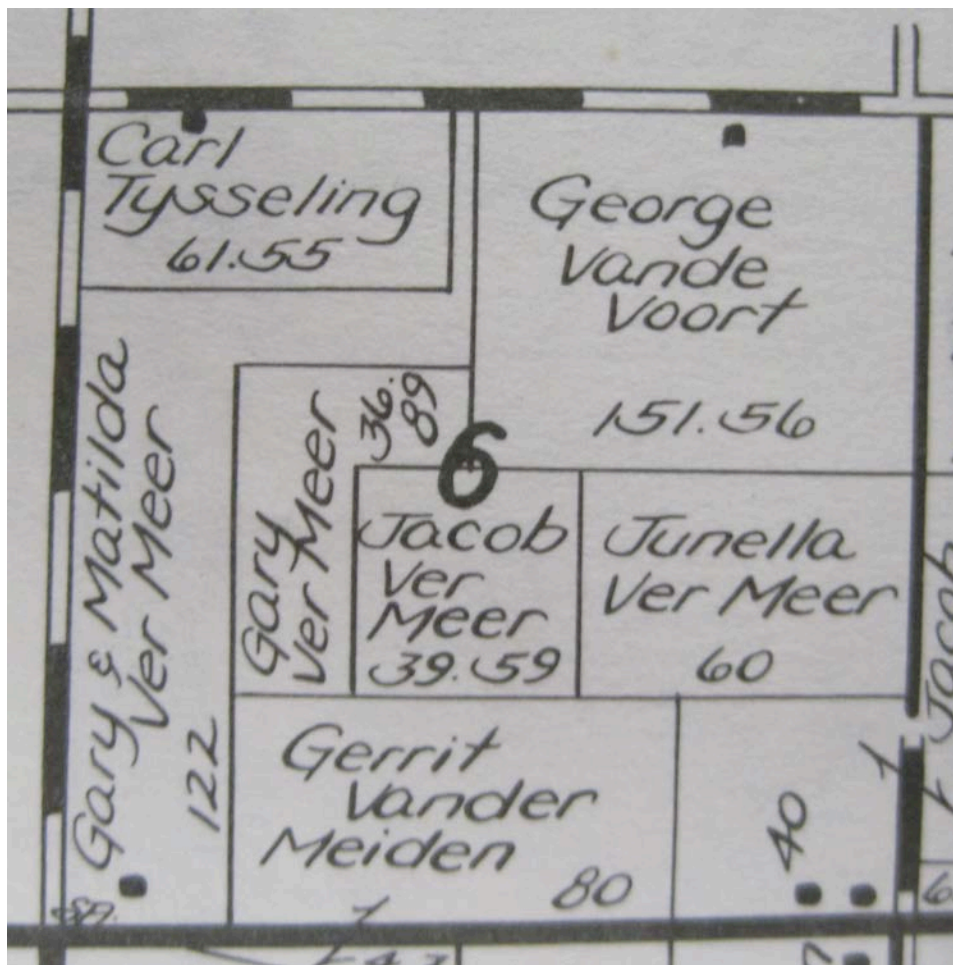 Carl
Tysseling
61.55
George
Vande
Voort
151.56
36.
89
6
Gary & Matilda
Ver Meer
122
Gary
Ver Meer
Jacob
Ver
Meer
39.59
Junella
Ver Meer
60
Jacob
Gerrit
Vander
Meiden
80
40
6